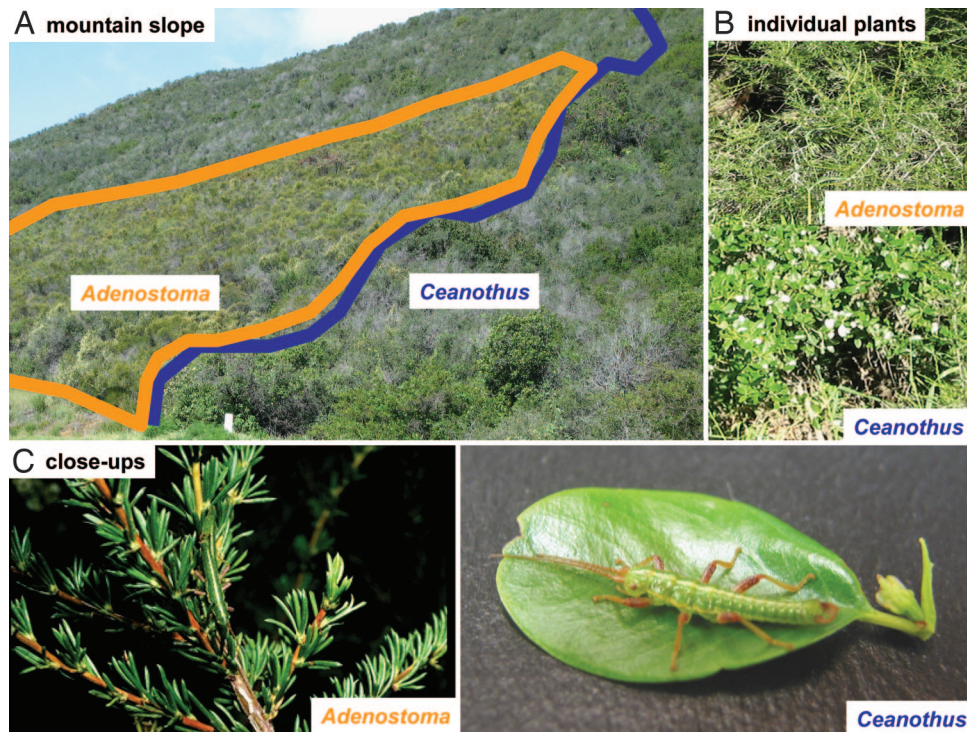 A mountain slope
Adenostoma
Ceanothus
B individual plants
Adenostoma
Ceanothus
C close-ups
Adenostoma
Ceanothus